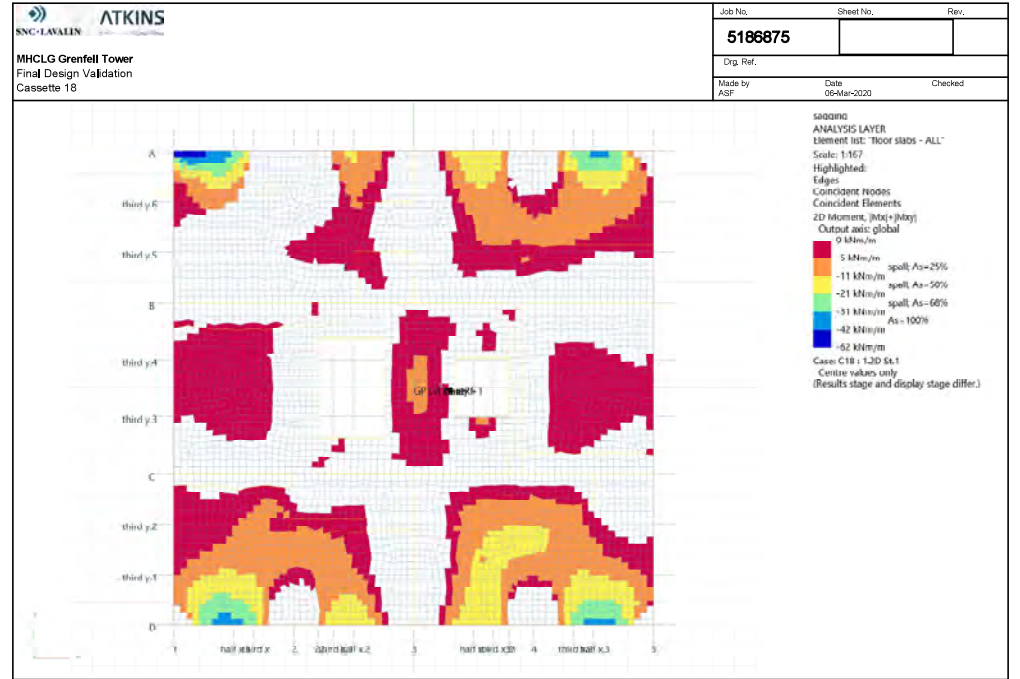 SNC·LAVALIN
ATKINS
MHCLG Grenfell Tower
Final Design Validation
Cassette 18
Job No.
Sheet No.
Rev.
5186875
Drg. Ref.
Made by
ASF
Date
06-Mar-2020
Checked
sagging
ANALYSIS LAYER
Element list: "floor slabs - ALL"
Scale: 1:167
Highlighted:
Edges
Coincident Nodes
Coincident Elements
2D Moment, |Mx|+|Mxy|
Output axis: global
0 kNm/m
-5 kNm/m
spall; As=25%
-11 kNm/m
spall; As=50%
-21 kNm/m
spall; As=68%
-31 kNm/m
As=100%
-42 kNm/m
-62 kNm/m
Case: C18 : 1.2D St.1
Centre values only
(Results stage and display stage differ.)
A
third y.6
third y.5
B
third y.4
third y.3
C
third y.2
third y.1
D
1
2
3
4
5